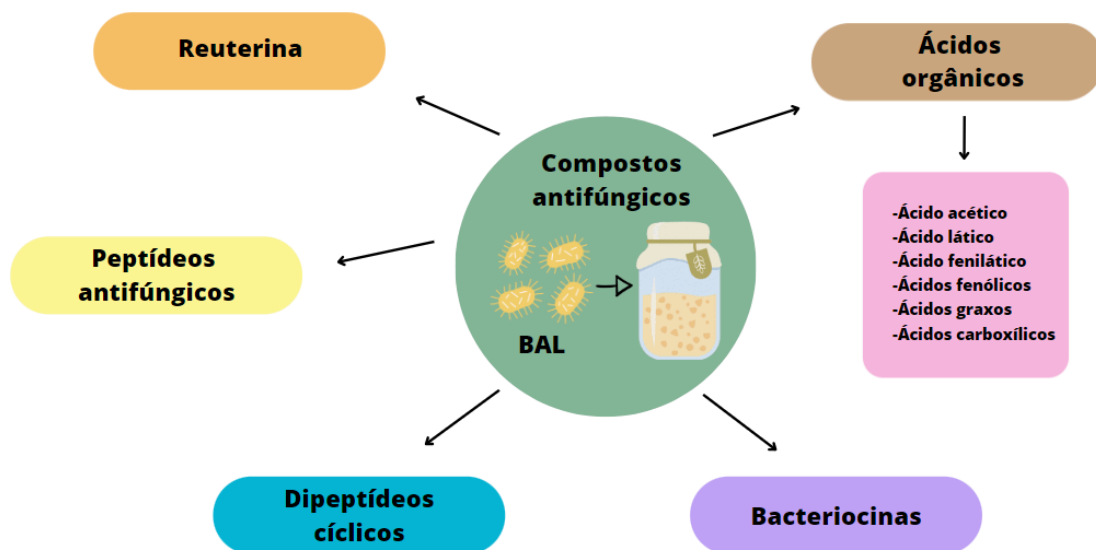 Reuterina
Ácidos
orgânicos
Compostos
antifúngicos
-Ácido acético
-Ácido lático
-Ácido fenilático
-Ácidos fenólicos
-Ácidos graxos
-Ácidos carboxílicos
Peptídeos
antifúngicos
BAL
Dipeptídeos
cíclicos
Bacteriocinas